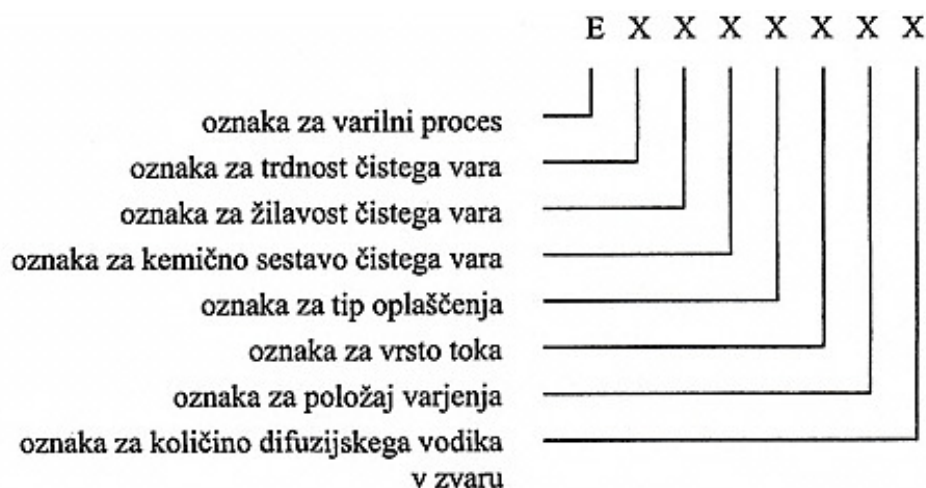 E X X X X X X X
oznaka za varilni proces
oznaka za trdnost čistega vara
oznaka za žilavost čistega vara
oznaka za kemično sestavo čistega vara
oznaka za tip oplaščenja
oznaka za vrsto toka
oznaka za položaj varjenja
oznaka za količino difuzijskega vodika
v zvaru